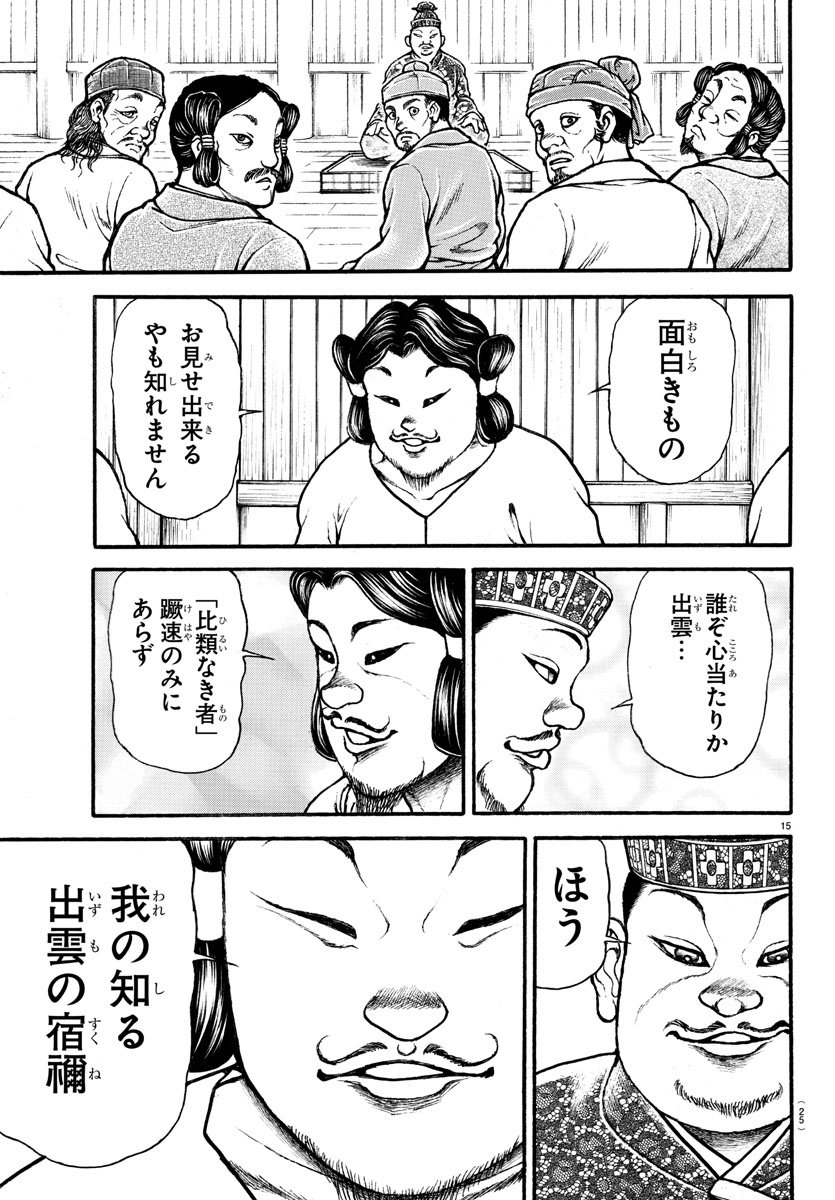 面白きもの
お見せ出来る
やも知れません
誰ぞ心当たりか
出雲…
「比類なき者」
蹶速のみに
あらず
15
ほう
我の知る
出雲の宿禰
(25)